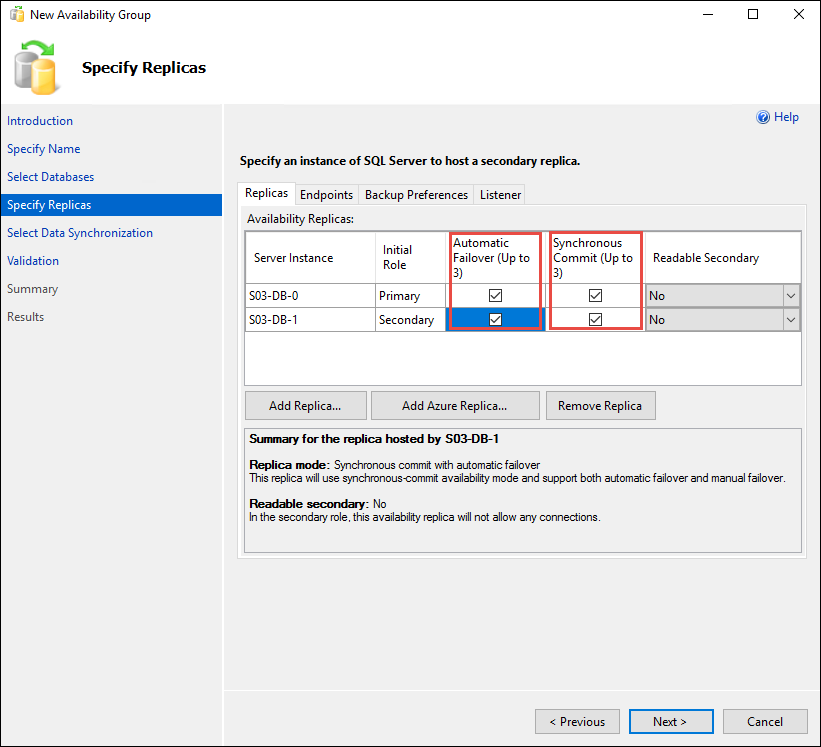 New Availability Group
Specify Replicas
Help
Introduction
Specify Name
Select Databases
Specify Replicas
Select Data Synchronization
Validation
Summary
Results
Specify an instance of SQL Server to host a secondary replica.
Replicas Endpoints Backup Preferences Listener
Availability Replicas:
Server Instance
Initial
Role
Automatic
Failover (Up to
3)
Synchronous
Commit (Up to
3)
Readable Secondary
S03-DB-0 Primary No
S03-DB-1 Secondary No
Add Replica... Add Azure Replica... Remove Replica
Summary for the replica hosted by S03-DB-1
Replica mode: Synchronous commit with automatic failover
This replica will use synchronous-commit availability mode and support both automatic failover and manual failover.
Readable secondary: No
In the secondary role, this availability replica will not allow any connections.
< Previous Next > Cancel